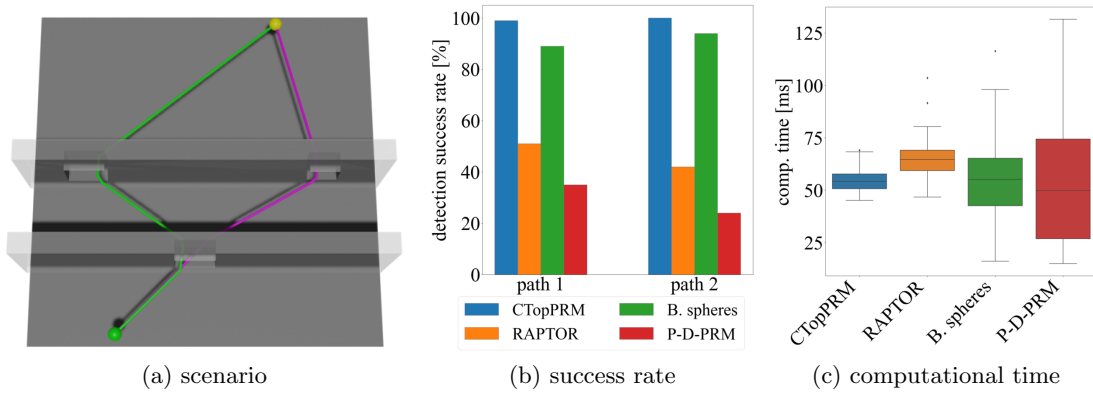 detection success rate [%]
100
80
60
40
20
0
path 1
path 2
CTopPRM
B. spheres
RAPTOR
P-D-PRM
comp. time [ms]
125
100
75
50
25
CTopPRM
RAPTOR
B. spheres
P-D-PRM
(a) scenario
(b) success rate
(c) computational time